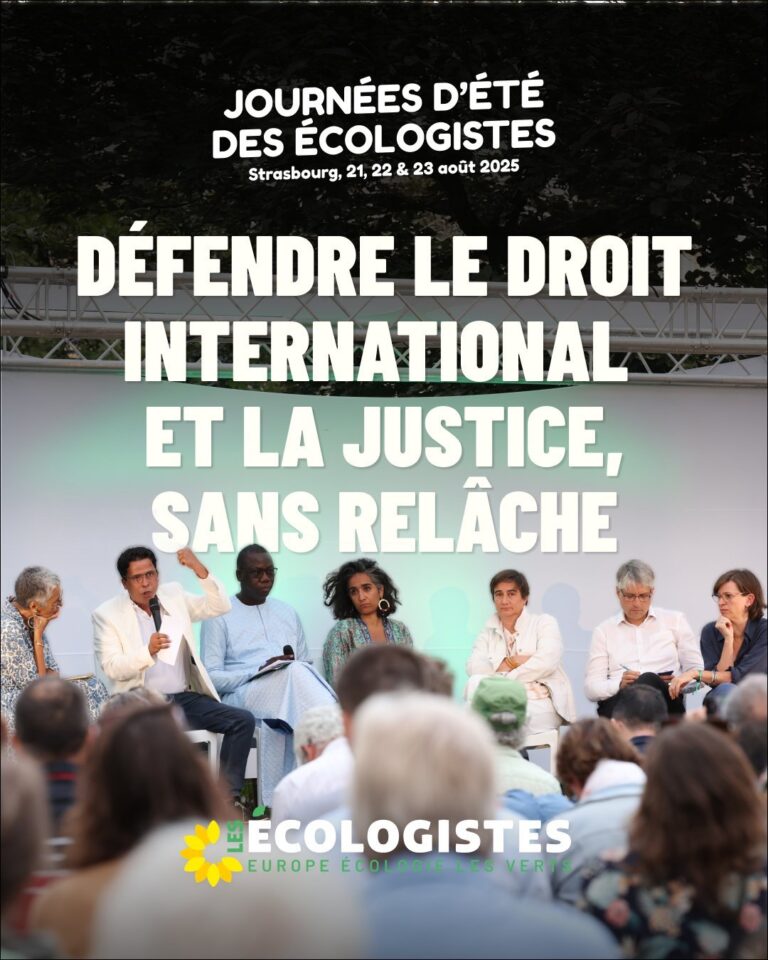 JOURNÉES D'ÉTÉ
DES ÉCOLOGISTES
Strasbourg, 21, 22 & 23 août 2025
DÉFENDRE LE DROIT
INTERNATIONAL
ET LA JUSTICE,
SANS RELÂCHE
LES ÉCOLOGISTES
EUROPE ÉCOLOGIE LES VERTS